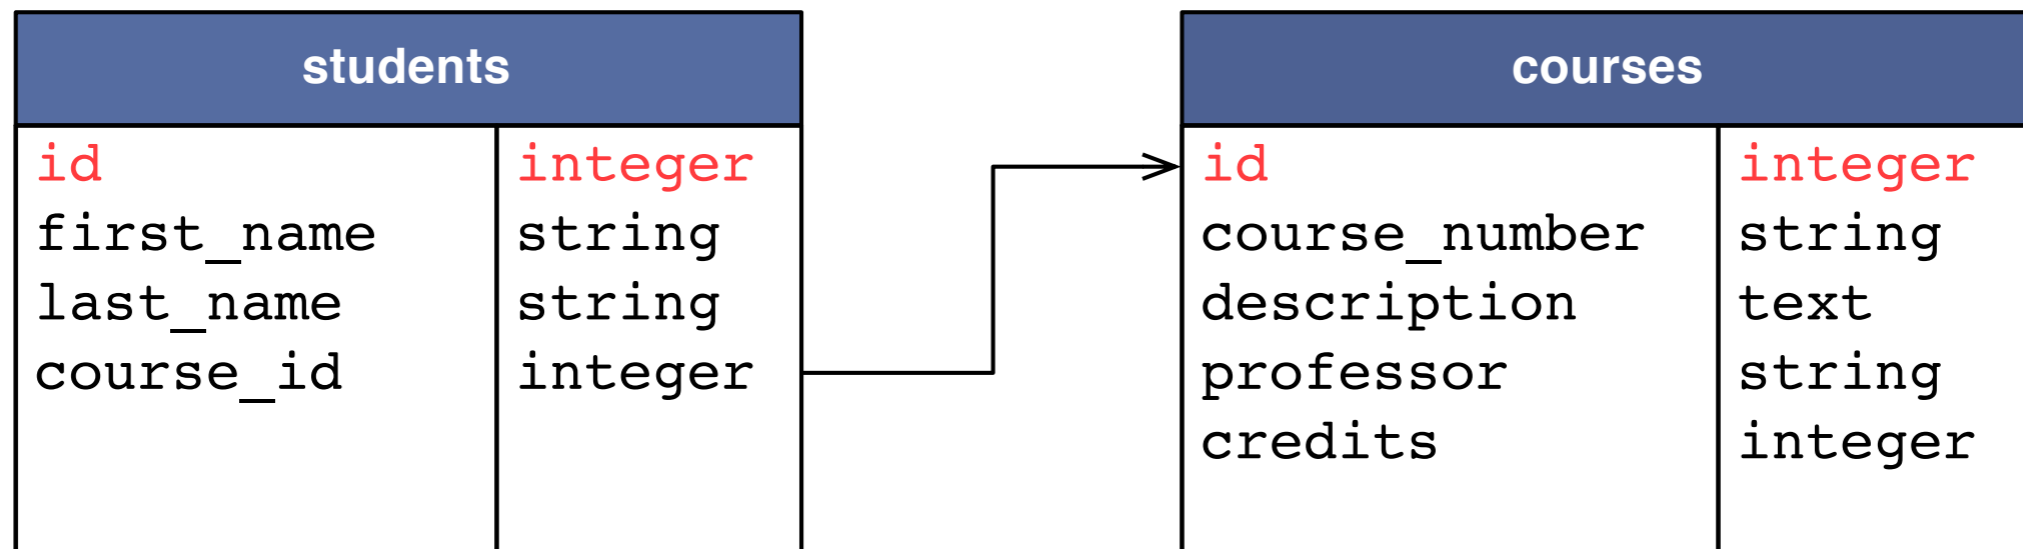 students
id integer
first_name string
last_name string
course_id integer
courses
id integer
course_number string
description text
professor string
credits integer